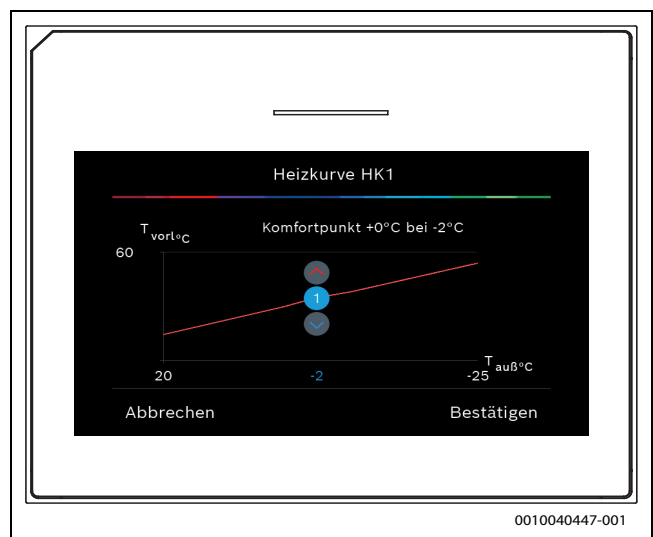 Heizkurve HK1
T vorl°C
Komfortpunkt +0°C bei -2°C
60
1
T auß°C
20 -2 -25
Abbrechen Bestätigen
0010040447-001